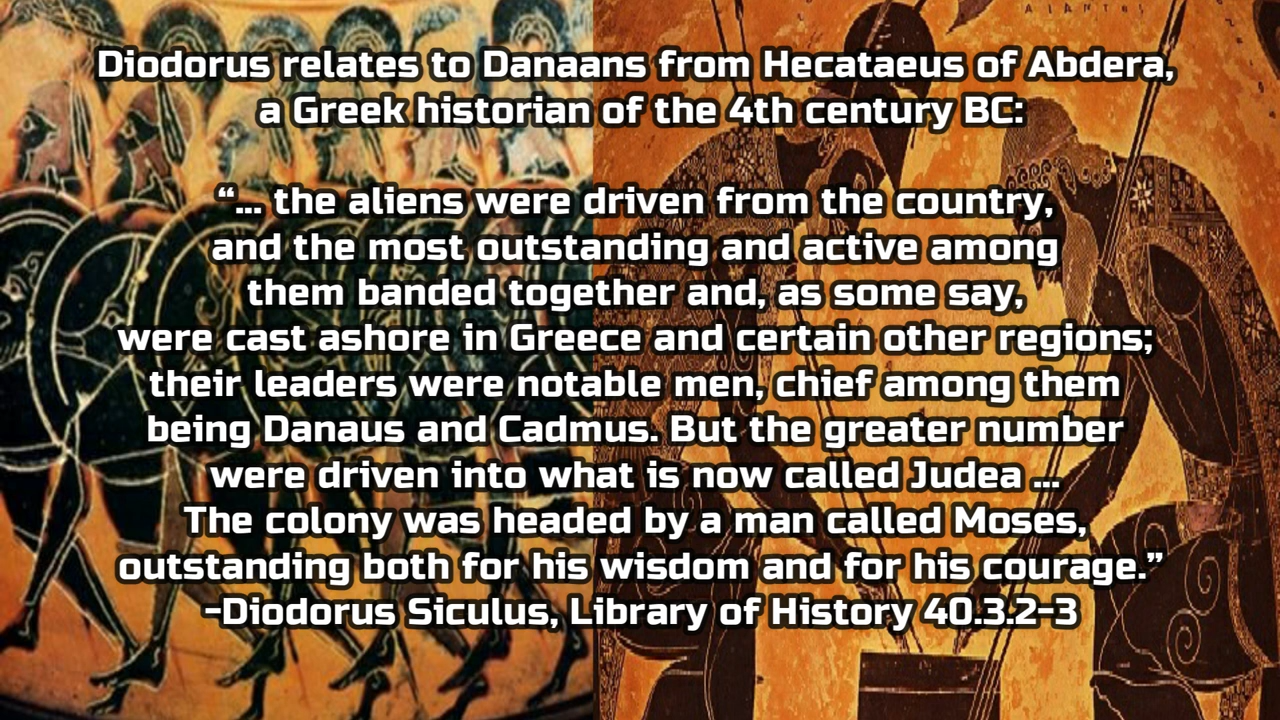 Diodorus relates to Danaans from Hecataeus of Abdera,
a Greek historian of the 4th century BC:
“... the aliens were driven from the country,
and the most outstanding and active among
them banded together and, as some say,
were cast ashore in Greece and certain other regions;
their leaders were notable men, chief among them
being Danaus and Cadmus. But the greater number
were driven into what is now called Judea ...
The colony was headed by a man called Moses,
outstanding both for his wisdom and for his courage.”
-Diodorus Siculus, Library of History 40.3.2-3